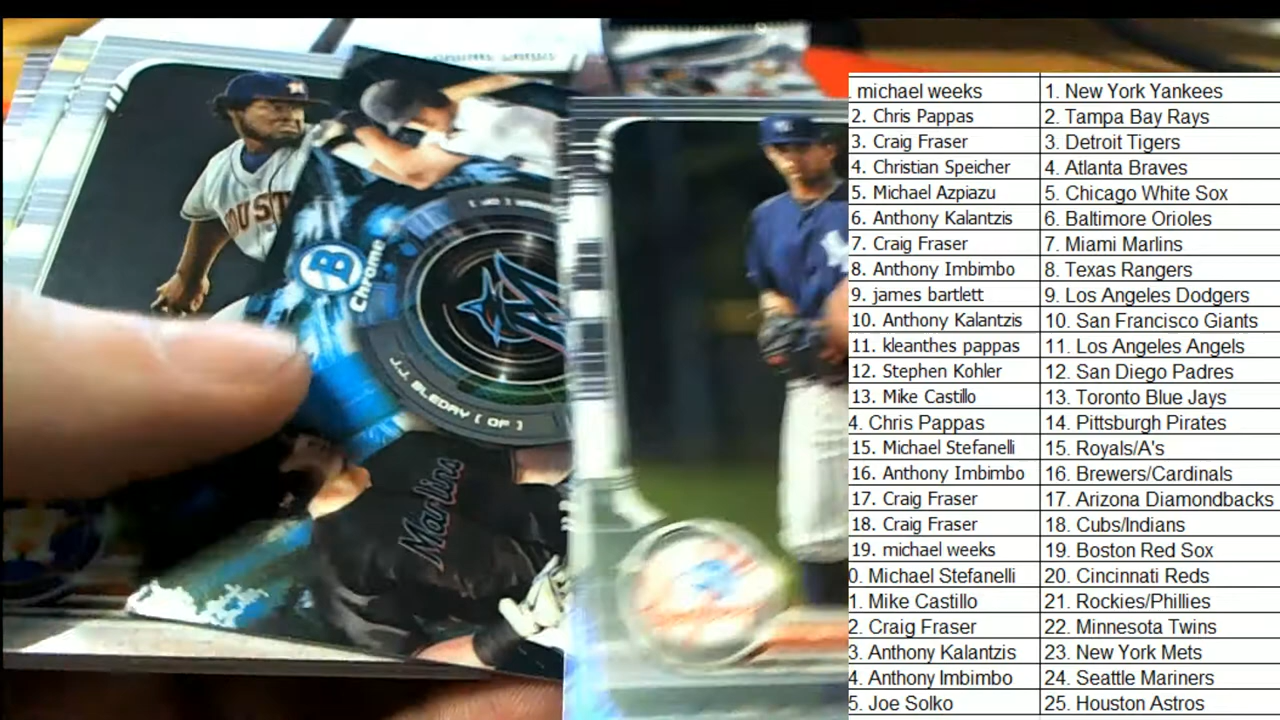 . michael weeks 1. New York Yankees
2. Chris Pappas 2. Tampa Bay Rays
3. Craig Fraser 3. Detroit Tigers
4. Christian Speicher 4. Atlanta Braves
5. Michael Azpiazu 5. Chicago White Sox
6. Anthony Kalantzis 6. Baltimore Orioles
7. Craig Fraser 7. Miami Marlins
8. Anthony Imbimbo 8. Texas Rangers
9. james bartlett 9. Los Angeles Dodgers
10. Anthony Kalantzis 10. San Francisco Giants
11. kleanthes pappas 11. Los Angeles Angels
12. Stephen Kohler 12. San Diego Padres
13. Mike Castillo 13. Toronto Blue Jays
4. Chris Pappas 14. Pittsburgh Pirates
15. Michael Stefanelli 15. Royals/A's
16. Anthony Imbimbo 16. Brewers/Cardinals
17. Craig Fraser 17. Arizona Diamondbacks
18. Craig Fraser 18. Cubs/Indians
19. michael weeks 19. Boston Red Sox
0. Michael Stefanelli 20. Cincinnati Reds
1. Mike Castillo 21. Rockies/Phillies
2. Craig Fraser 22. Minnesota Twins
3. Anthony Kalantzis 23. New York Mets
4. Anthony Imbimbo 24. Seattle Mariners
5. Joe Solko 25. Houston Astros
HOUST
B
Chrome
M
J.J. BLEDAY [ OF ]
Marlins